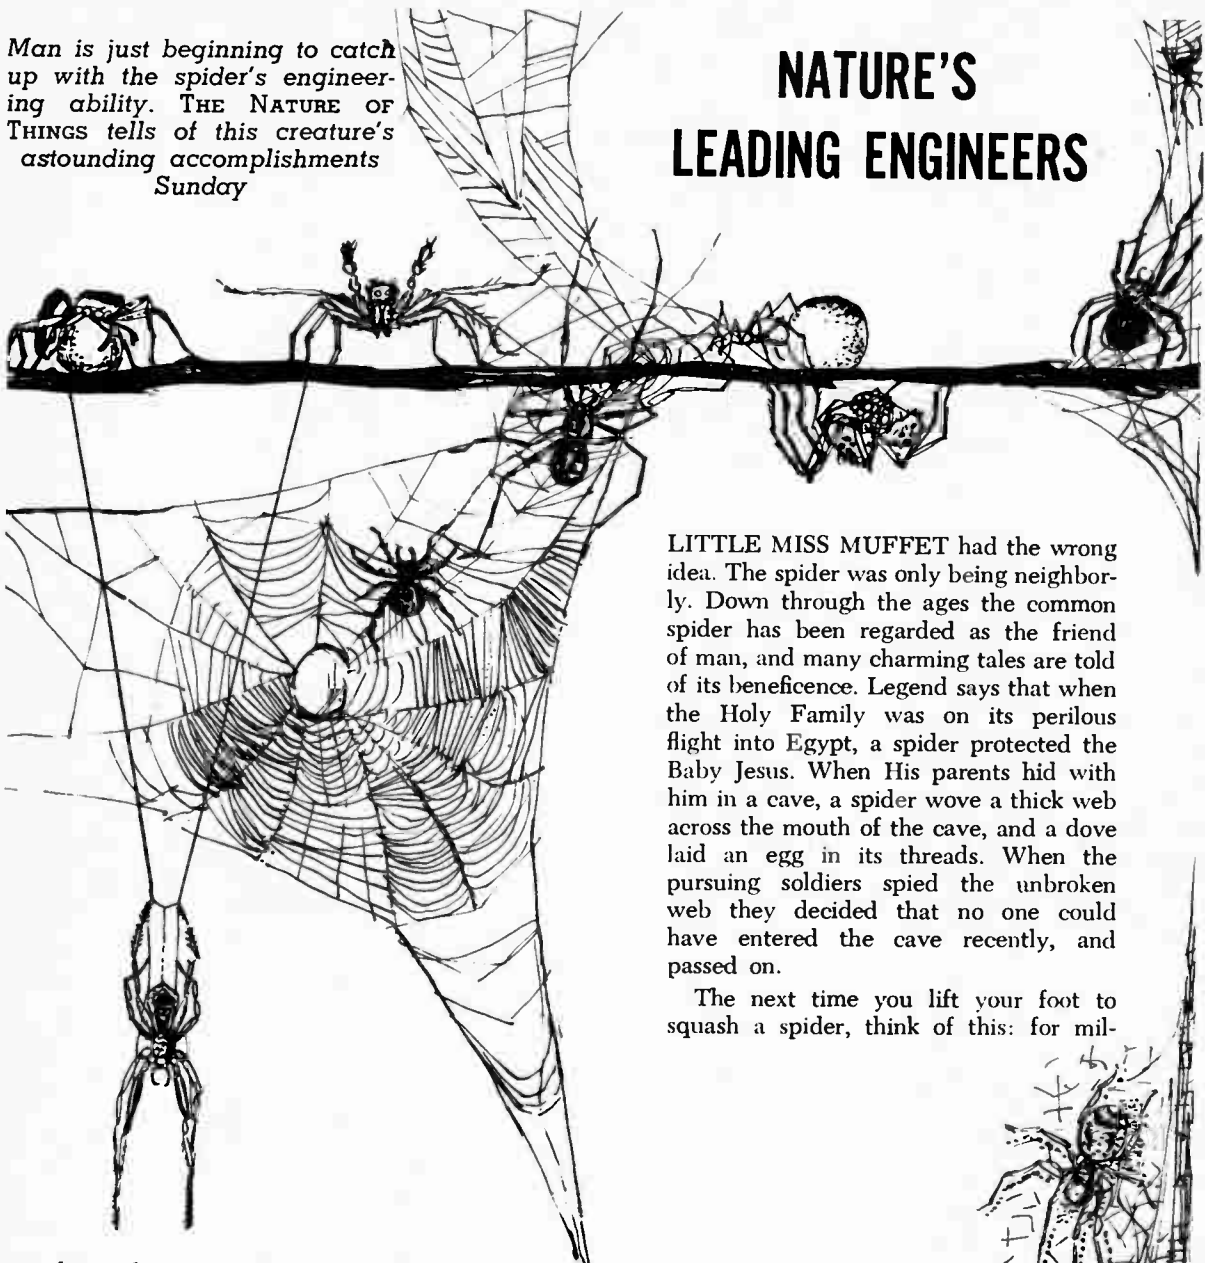 Man is just beginning to catch
up with the spider's engineer-
ing ability. THE NATURE OF
THINGS tells of this creature's
astounding accomplishments
Sunday
NATURE'S
LEADING ENGINEERS
LITTLE MISS MUFFET had the wrong
idea. The spider was only being neighbor-
ly. Down through the ages the common
spider has been regarded as the friend
of man, and many charming tales are told
of its beneficence. Legend says that when
the Holy Family was on its perilous
flight into Egypt, a spider protected the
Baby Jesus. When His parents hid with
him in a cave, a spider wove a thick web
across the mouth of the cave, and a dove
laid an egg in its threads. When the
pursuing soldiers spied the unbroken
web they decided that no one could
have entered the cave recently, and
passed on.
The next time you lift your foot to
squash a spider, think of this: for mil-